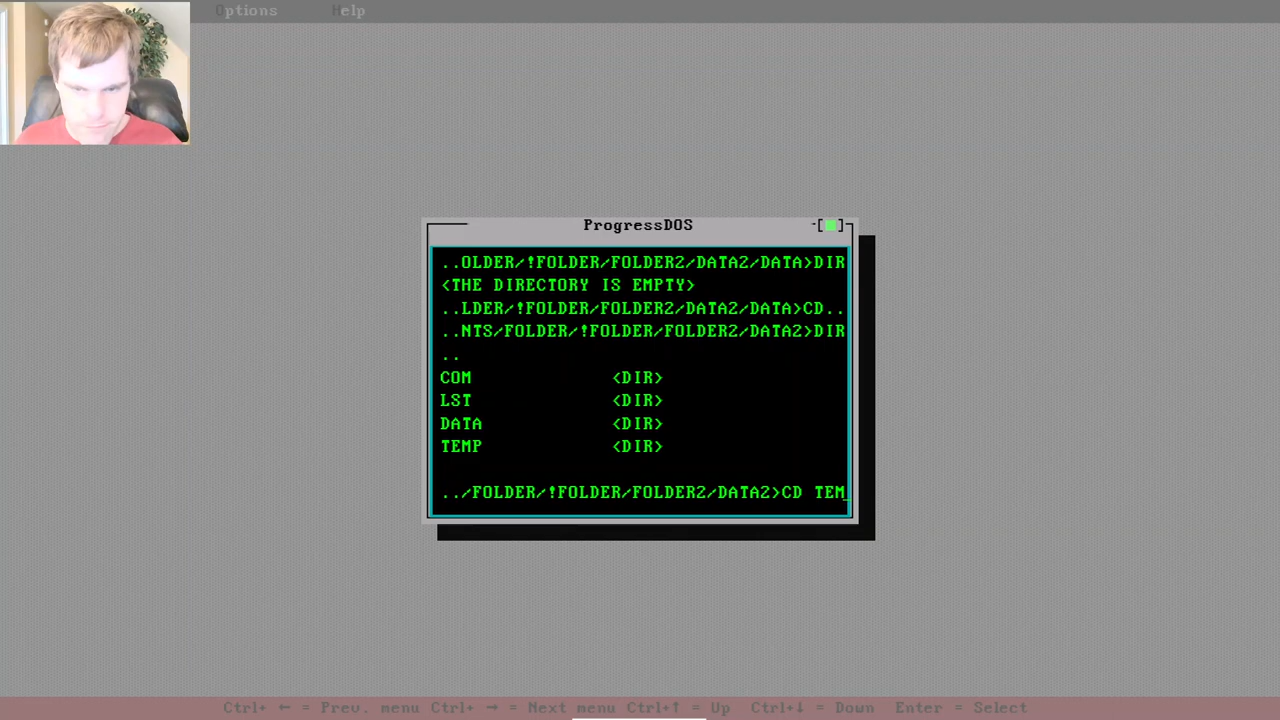 Options Help
ProgressDOS
..OLDER/!FOLDER/FOLDER2/DATA2/DATA>DIR
<THE DIRECTORY IS EMPTY>
..LDER/!FOLDER/FOLDER2/DATA2/DATA>CD..
..NTS/FOLDER/!FOLDER/FOLDER2/DATA2>DIR
..
COM <DIR>
LST <DIR>
DATA <DIR>
TEMP <DIR>
../FOLDER/!FOLDER/FOLDER2/DATA2>CD TEM_
Ctrl+ ← = Prev. menu Ctrl+ → = Next menu Ctrl+↑ = Up Ctrl+↓ = Down Enter = Select